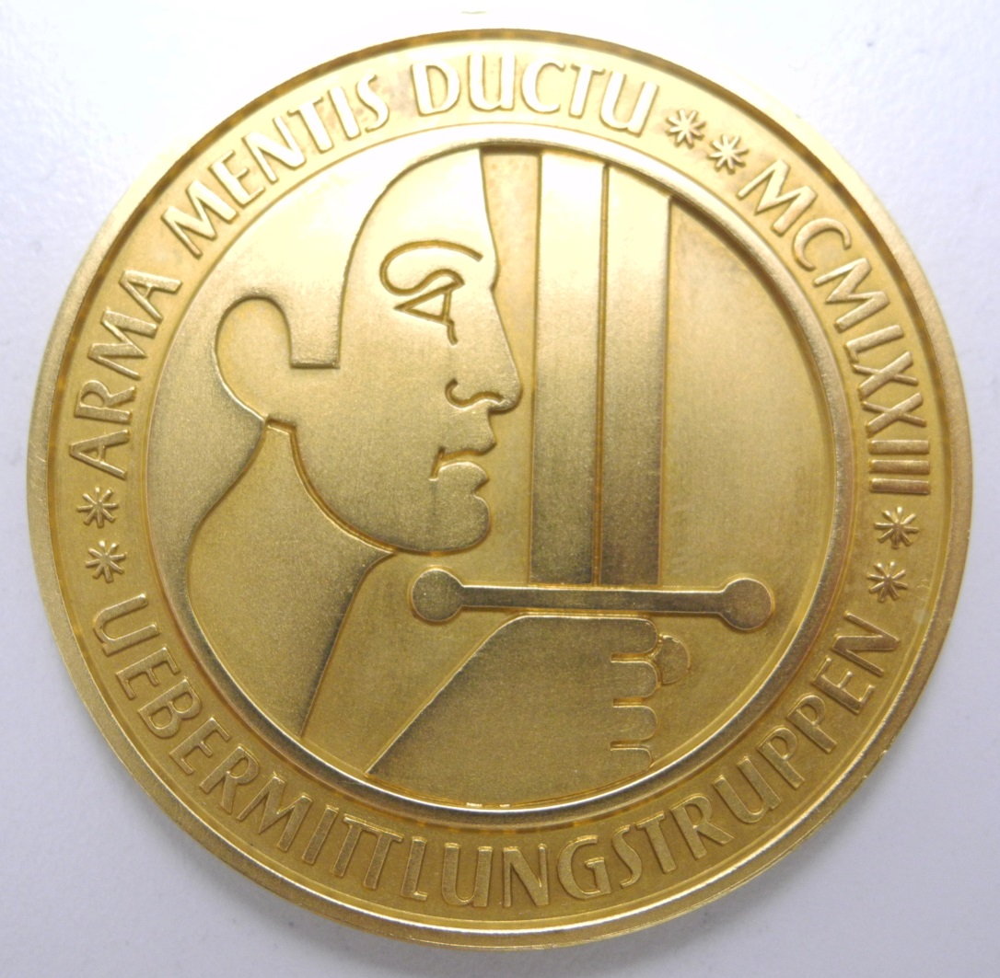 ARMA MENTIS DUCTU ** MCMLXXIII **
UEBERMITTLUNGSTRUPPEN **